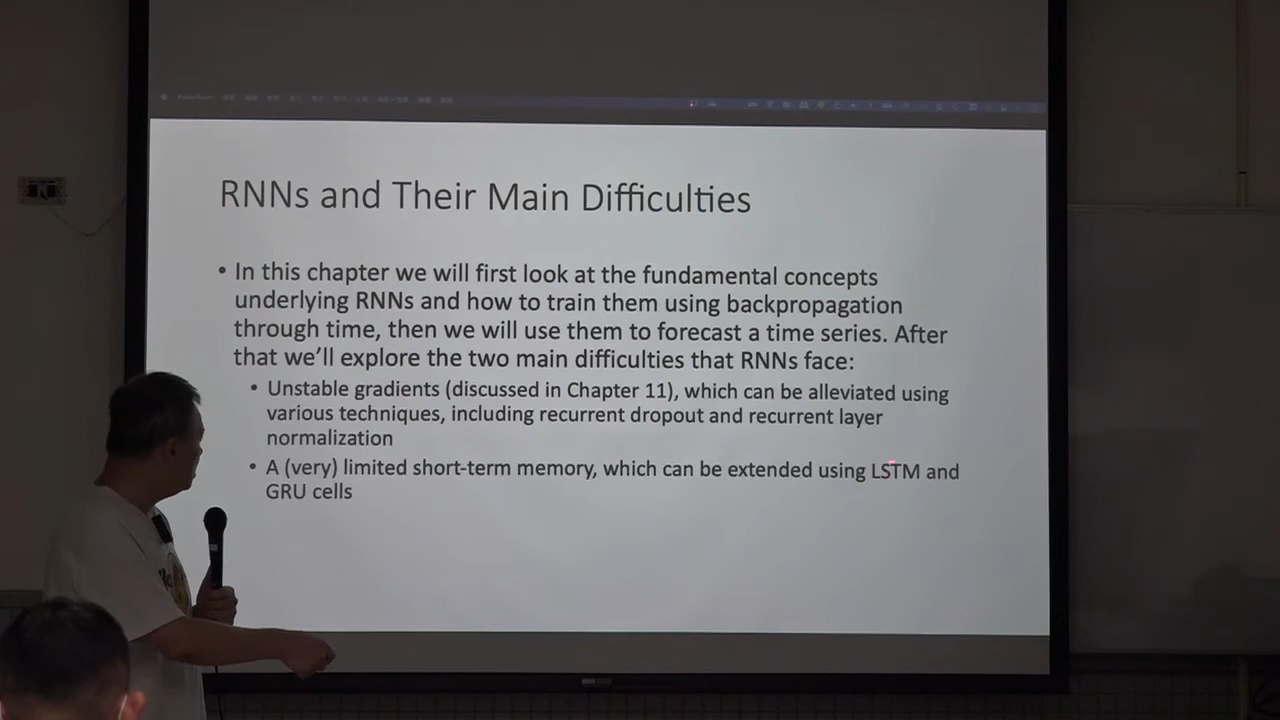 RNNs and Their Main Difficulties
• In this chapter we will first look at the fundamental concepts
underlying RNNs and how to train them using backpropagation
through time, then we will use them to forecast a time series. After
that we'll explore the two main difficulties that RNNs face:
• Unstable gradients (discussed in Chapter 11), which can be alleviated using
various techniques, including recurrent dropout and recurrent layer
normalization
• A (very) limited short-term memory, which can be extended using LSTM and
GRU cells